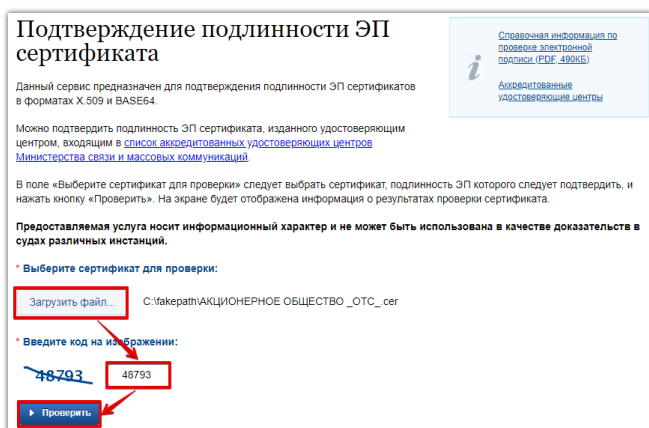 Подтверждение подлинности ЭП
сертификата
Справочная информация по
проверке электронной
подписи (PDF, 490КБ)
Аккредитованные
удостоверяющие центры
Данный сервис предназначен для подтверждения подлинности ЭП сертификатов
в форматах X.509 и BASE64.
Можно подтвердить подлинность ЭП сертификата, изданного удостоверяющим
центром, входящим в список аккредитованных удостоверяющих центров
Министерства связи и массовых коммуникаций.
В поле «Выберите сертификат для проверки» следует выбрать сертификат, подлинность ЭП которого следует подтвердить, и
нажать кнопку «Проверить». На экране будет отображена информация о результатах проверки сертификата.
Предоставляемая услуга носит информационный характер и не может быть использована в качестве доказательств в
судах различных инстанций.
* Выберите сертификат для проверки:
Загрузить файл... C:\fakepath\АКЦИОНЕРНОЕ ОБЩЕСТВО _ОТС_.cer
* Введите код на изображении:
48793 48793
Проверить